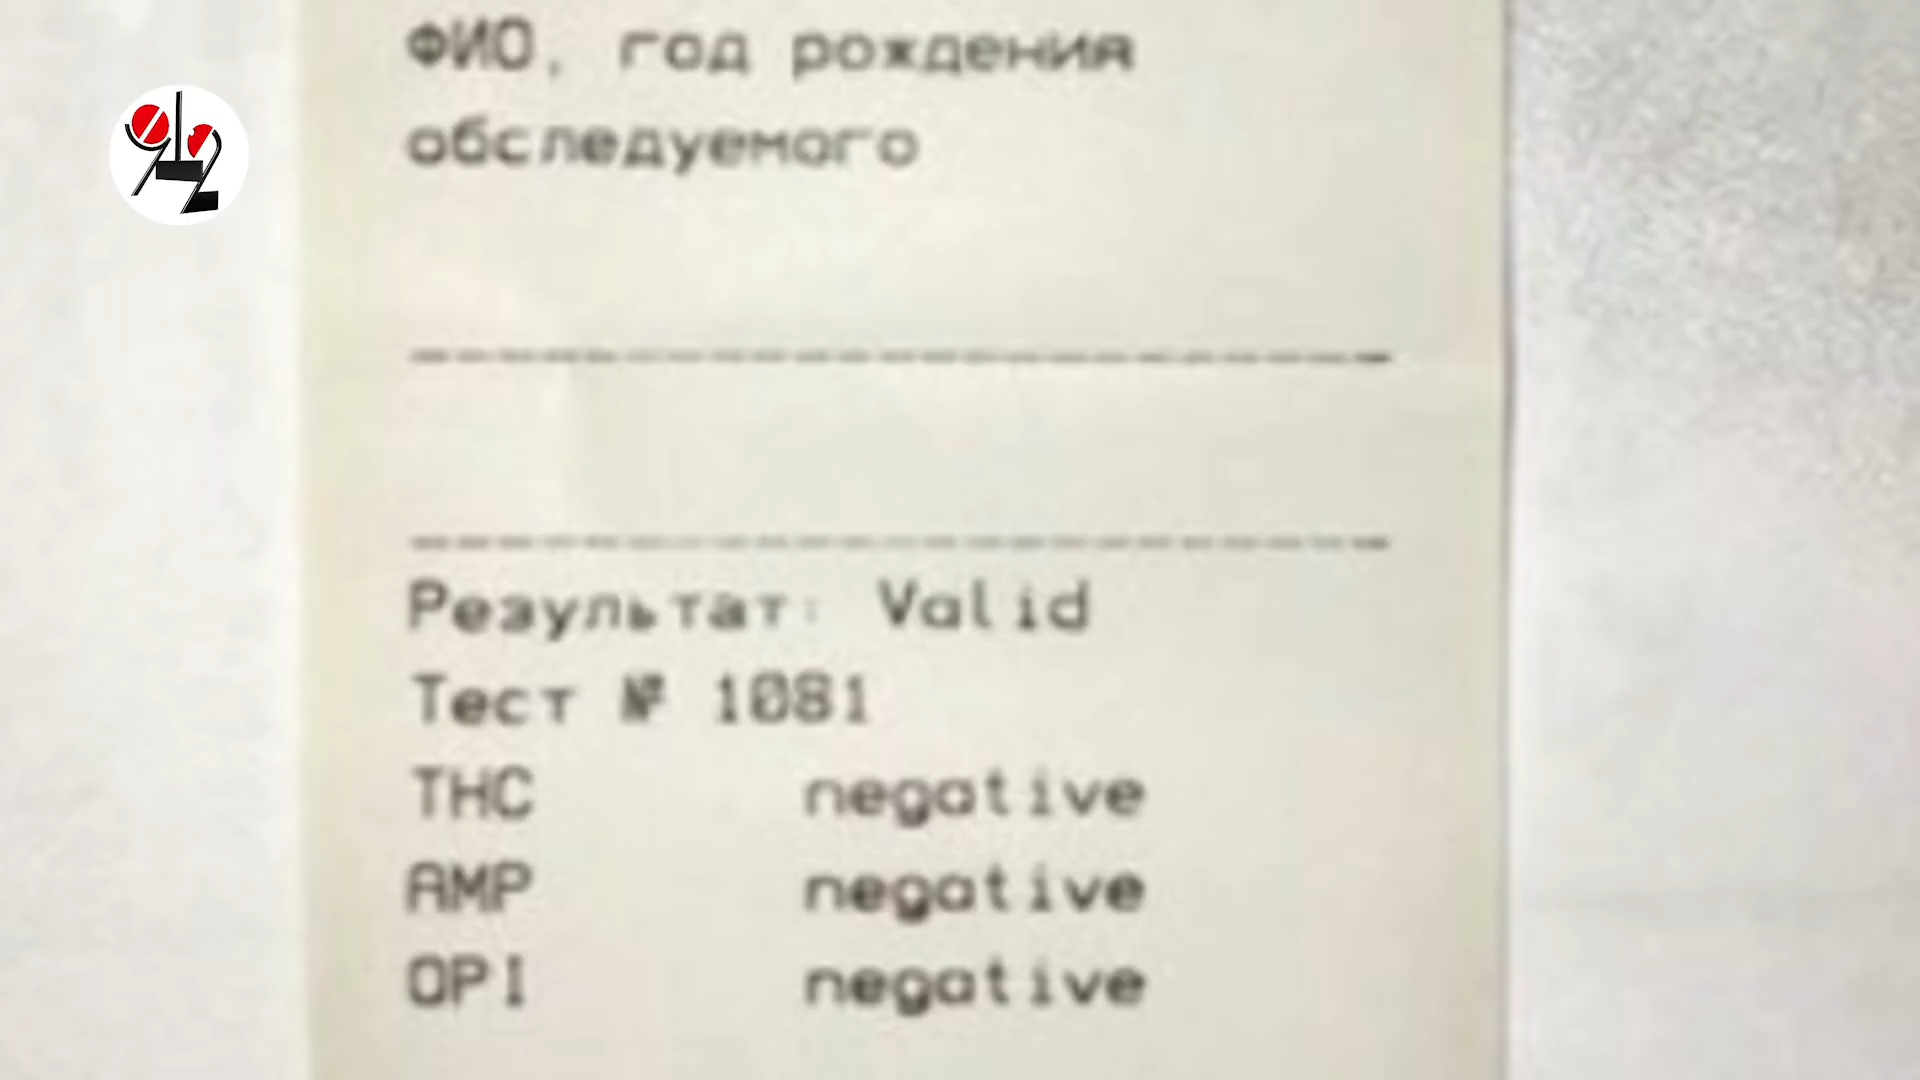 ФИО, год рождения
обследуемого
Результат: Valid
Тест № 1081
THC negative
AMP negative
OPI negative